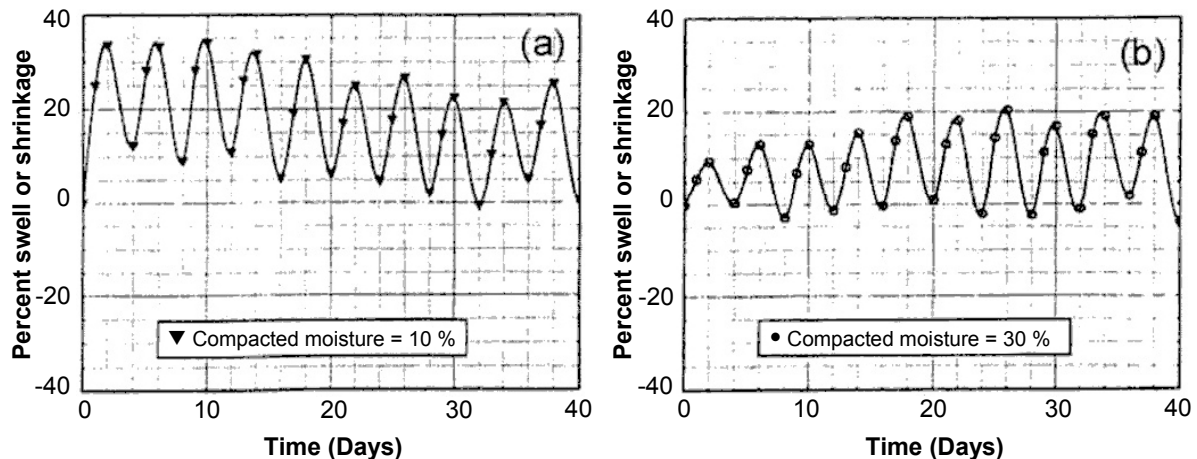 Percent swell or shrinkage
40
20
0
-20
-40
(a)
▼ Compacted moisture = 10 %
0 10 20 30 40
Time (Days)
Percent swell or shrinkage
40
20
0
-20
-40
(b)
• Compacted moisture = 30 %
0 10 20 30 40
Time (Days)